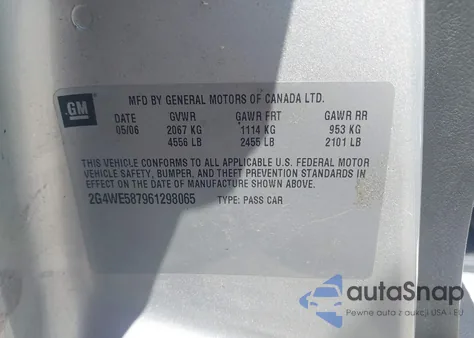 GM
MFD BY GENERAL MOTORS OF CANADA LTD.
DATE GVWR GAWR FRT GAWR RR
05/06 2067 KG 1114 KG 953 KG
4556 LB 2455 LB 2101 LB
THIS VEHICLE CONFORMS TO ALL APPLICABLE U.S. FEDERAL MOTOR
VEHICLE SAFETY, BUMPER, AND THEFT PREVENTION STANDARDS IN
EFFECT ON THE DATE OF MANUFACTURE SHOWN ABOVE.
2G4WE587961298065 TYPE: PASS CAR
autoSnap
Pewne auto z aukcji USA i EU